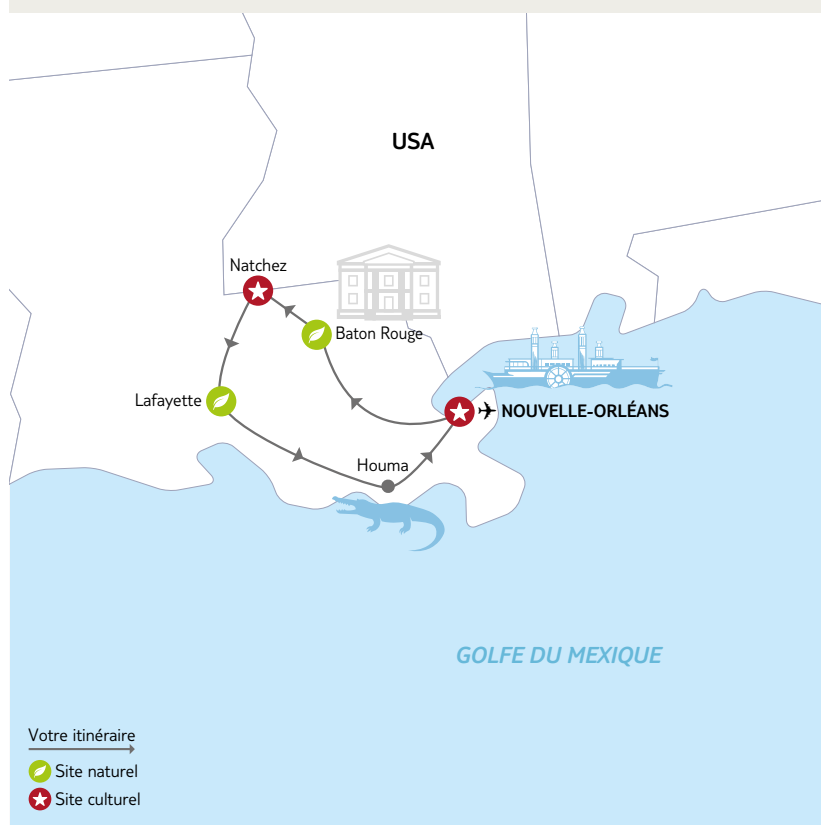 USA
Natchez
Baton Rouge
Lafayette
NOUVELLE-ORLÉANS
Houma
GOLFE DU MEXIQUE
Votre itinéraire
Site naturel
Site culturel